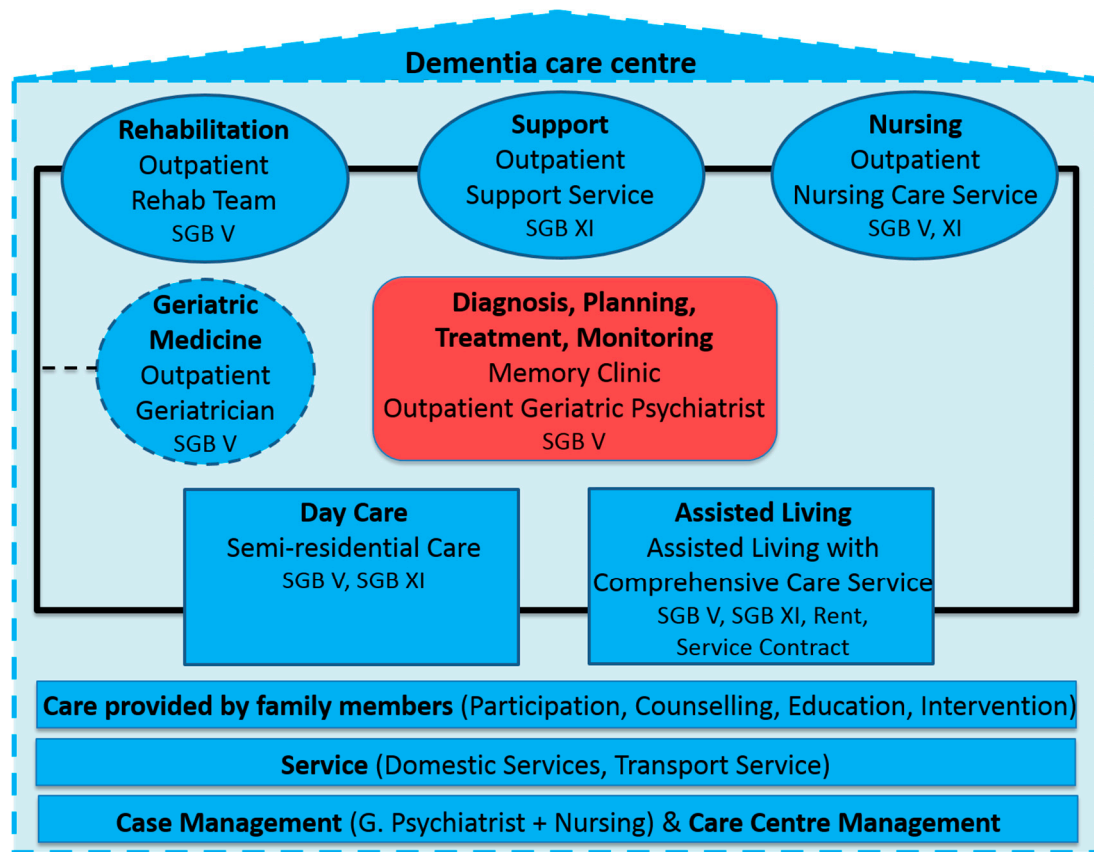 Dementia care centre
Rehabilitation
Outpatient
Rehab Team
SGB V
Support
Outpatient
Support Service
SGB XI
Nursing
Outpatient
Nursing Care Service
SGB V, XI
Geriatric
Medicine
Outpatient
Geriatrician
SGB V
Diagnosis, Planning,
Treatment, Monitoring
Memory Clinic
Outpatient Geriatric Psychiatrist
SGB V
Day Care
Semi-residential Care
SGB V, SGB XI
Assisted Living
Assisted Living with
Comprehensive Care Service
SGB V, SGB XI, Rent,
Service Contract
Care provided by family members (Participation, Counselling, Education, Intervention)
Service (Domestic Services, Transport Service)
Case Management (G. Psychiatrist + Nursing) & Care Centre Management